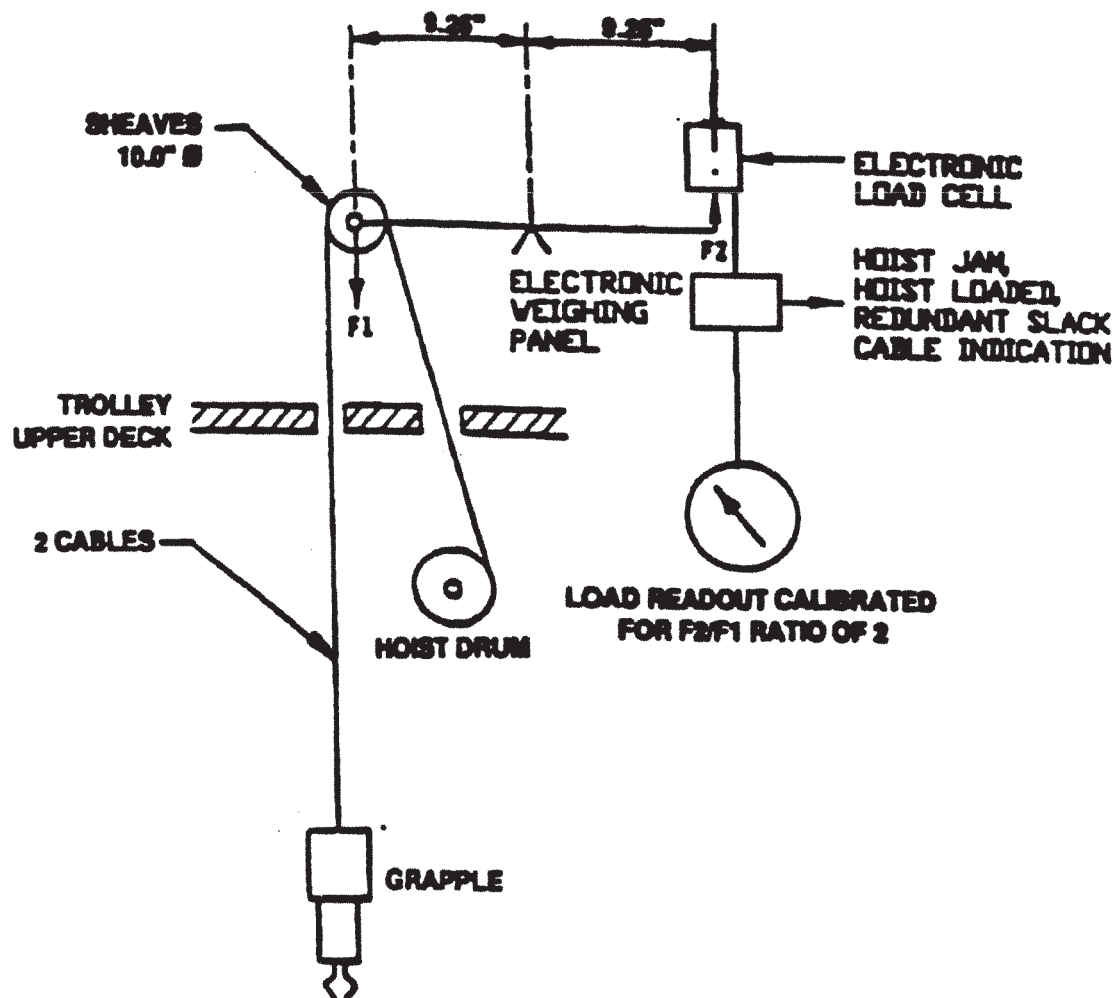 9.25" 9.25"
SHEAVES
10.0" Ø
ELECTRONIC
LOAD CELL
F1
F2
ELECTRONIC
WEIGHING
PANEL
HOIST JAM,
HOIST LOADED,
REDUNDANT SLACK
CABLE INDICATION
TROLLEY
UPPER DECK
2 CABLES
HOIST DRUM
LOAD READOUT CALIBRATED
FOR F2/F1 RATIO OF 2
GRAPPLE